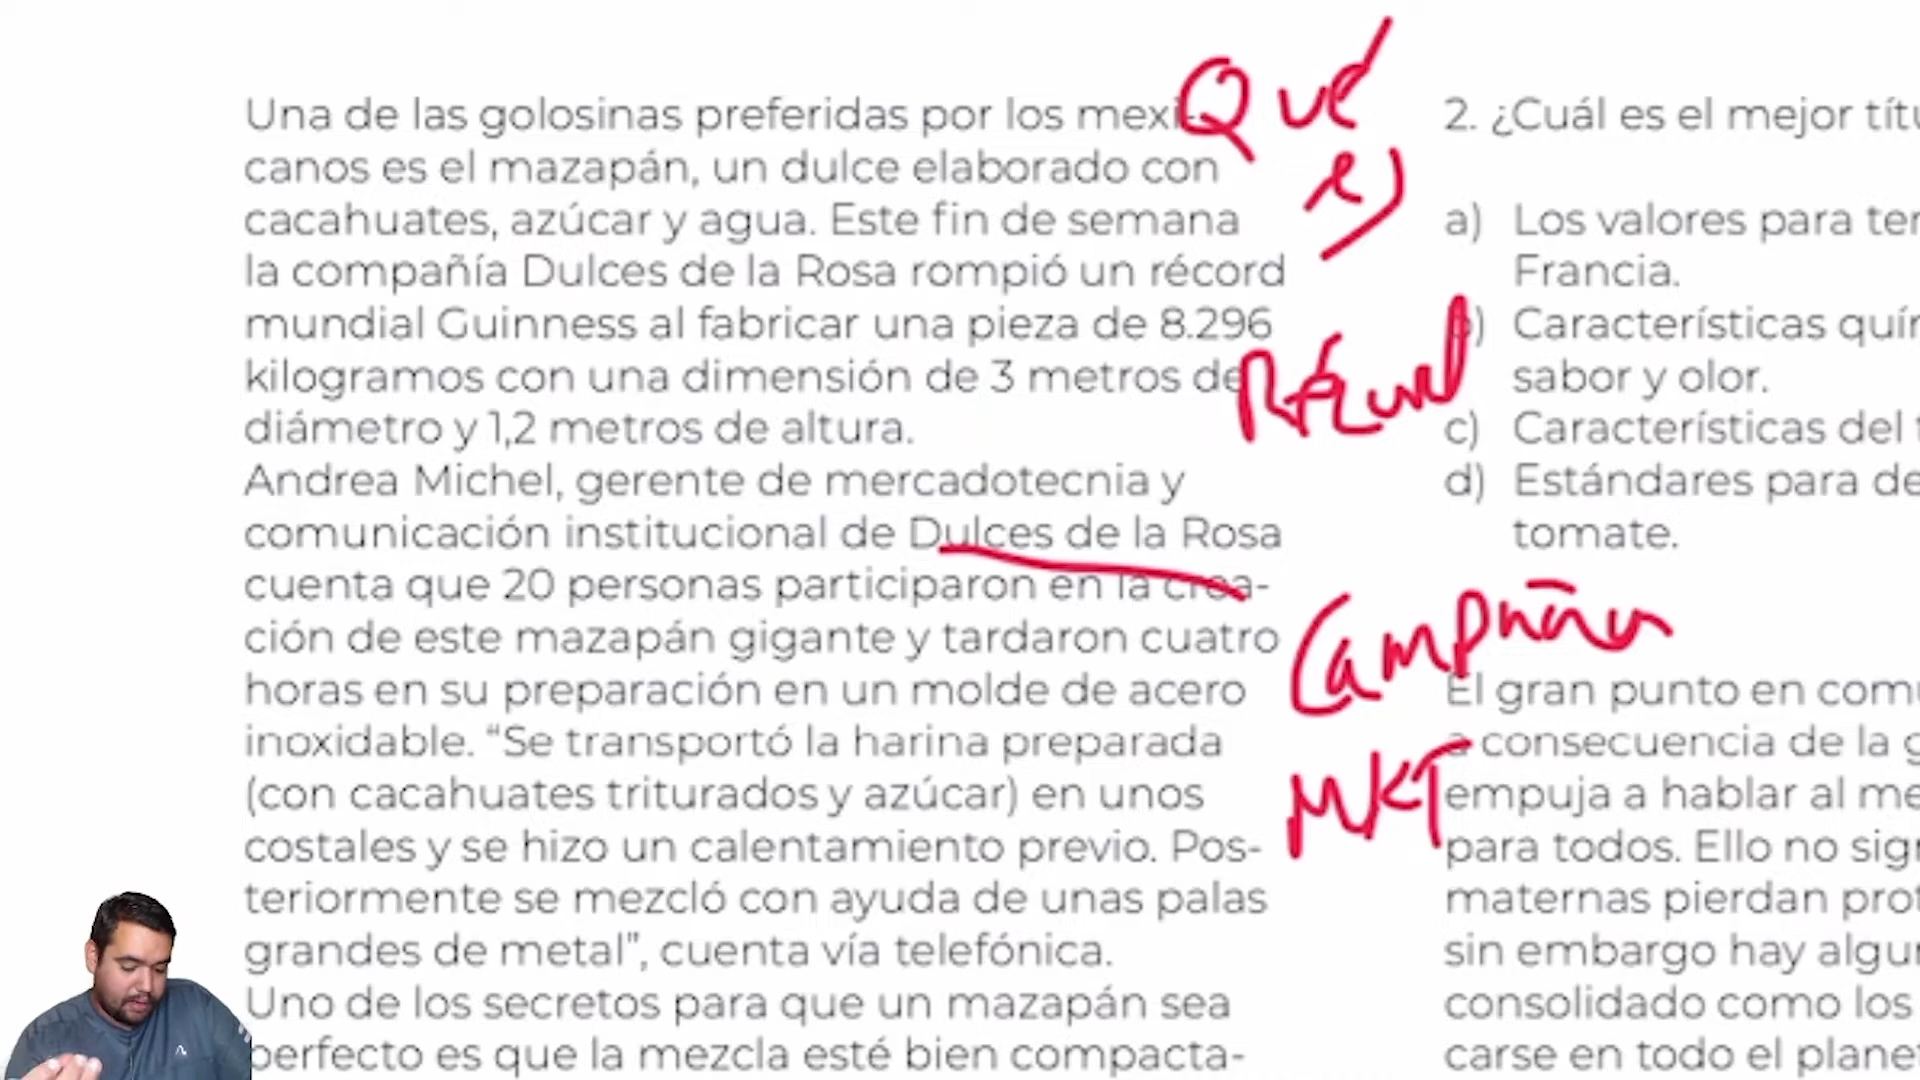 Una de las golosinas preferidas por los mexi-
canos es el mazapán, un dulce elaborado con
cacahuates, azúcar y agua. Este fin de semana
la compañía Dulces de la Rosa rompió un récord
mundial Guinness al fabricar una pieza de 8.296
kilogramos con una dimensión de 3 metros de
diámetro y 1,2 metros de altura.
Andrea Michel, gerente de mercadotecnia y
comunicación institucional de Dulces de la Rosa
cuenta que 20 personas participaron en la crea-
ción de este mazapán gigante y tardaron cuatro
horas en su preparación en un molde de acero
inoxidable. “Se transportó la harina preparada
(con cacahuates triturados y azúcar) en unos
costales y se hizo un calentamiento previo. Pos-
teriormente se mezcló con ayuda de unas palas
grandes de metal”, cuenta vía telefónica.
Uno de los secretos para que un mazapán sea
perfecto es que la mezcla esté bien compacta-
Qué
es
Récord
Campaña
MKT
2. ¿Cuál es el mejor títu
a) Los valores para ter
Francia.
b) Características quí
sabor y olor.
c) Características del
d) Estándares para de
tomate.
El gran punto en com
a consecuencia de la g
empuja a hablar al me
para todos. Ello no sig
maternas pierdan prot
sin embargo hay algu
consolidado como los
carse en todo el plane